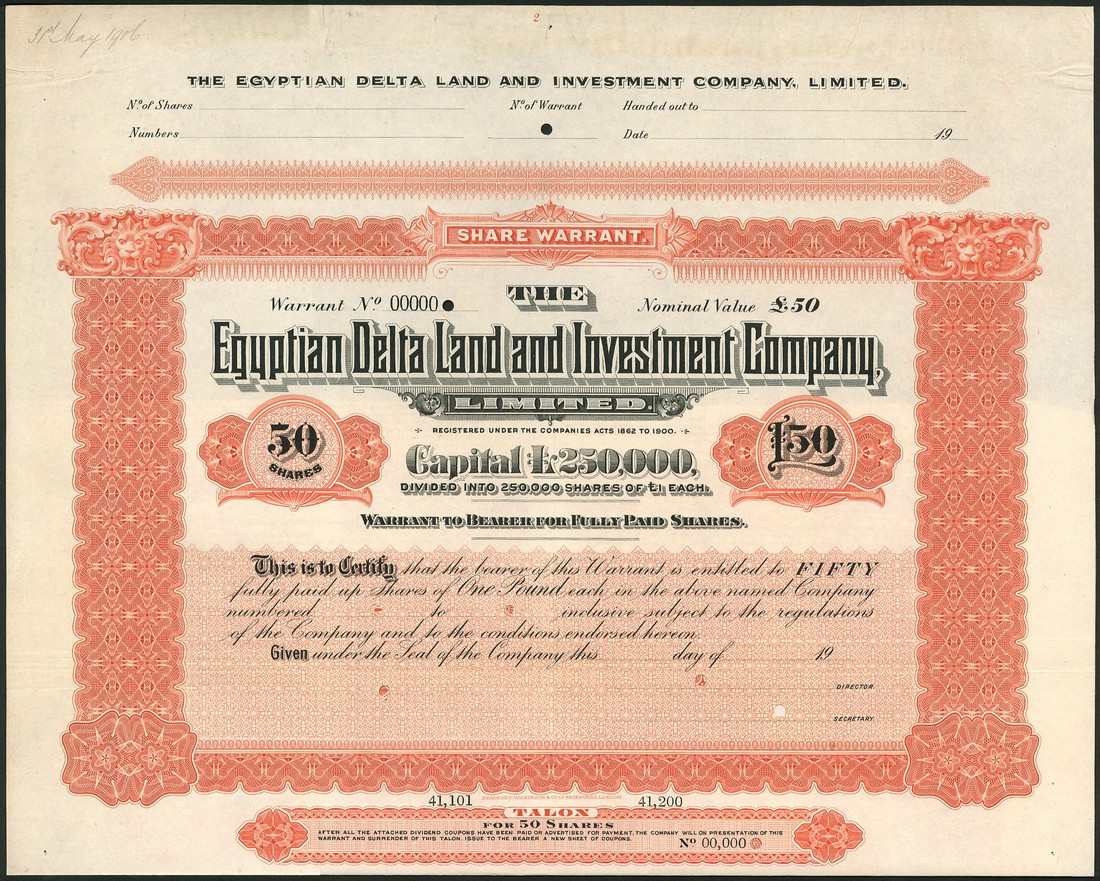 31st May 1906
2
THE EGYPTIAN DELTA LAND AND INVESTMENT COMPANY, LIMITED.
No. of Shares No. of Warrant Handed out to
Numbers Date 19
SHARE WARRANT.
Warrant No. 00000 THE Nominal Value £50
Egyptian Delta Land and Investment Company,
LIMITED.
REGISTERED UNDER THE COMPANIES ACTS 1862 TO 1900.
50 SHARES
£50
Capital £250,000,
DIVIDED INTO 250,000 SHARES OF £1 EACH.
WARRANT TO BEARER FOR FULLY PAID SHARES.
This is to Certify that the bearer of this Warrant is entitled to FIFTY
fully paid up Shares of One Pound each in the above named Company
numbered to inclusive subject to the regulations
of the Company and to the conditions endorsed hereon.
Given under the Seal of the Company this day of 19
DIRECTOR.
SECRETARY.
41,101 41,200
TALON
FOR 50 SHARES
AFTER ALL THE ATTACHED DIVIDEND COUPONS HAVE BEEN PAID OR ADVERTISED FOR PAYMENT, THE COMPANY WILL ON PRESENTATION OF THIS
WARRANT AND SURRENDER OF THIS TALON, ISSUE TO THE BEARER A NEW SHEET OF COUPONS.
No. 00,000